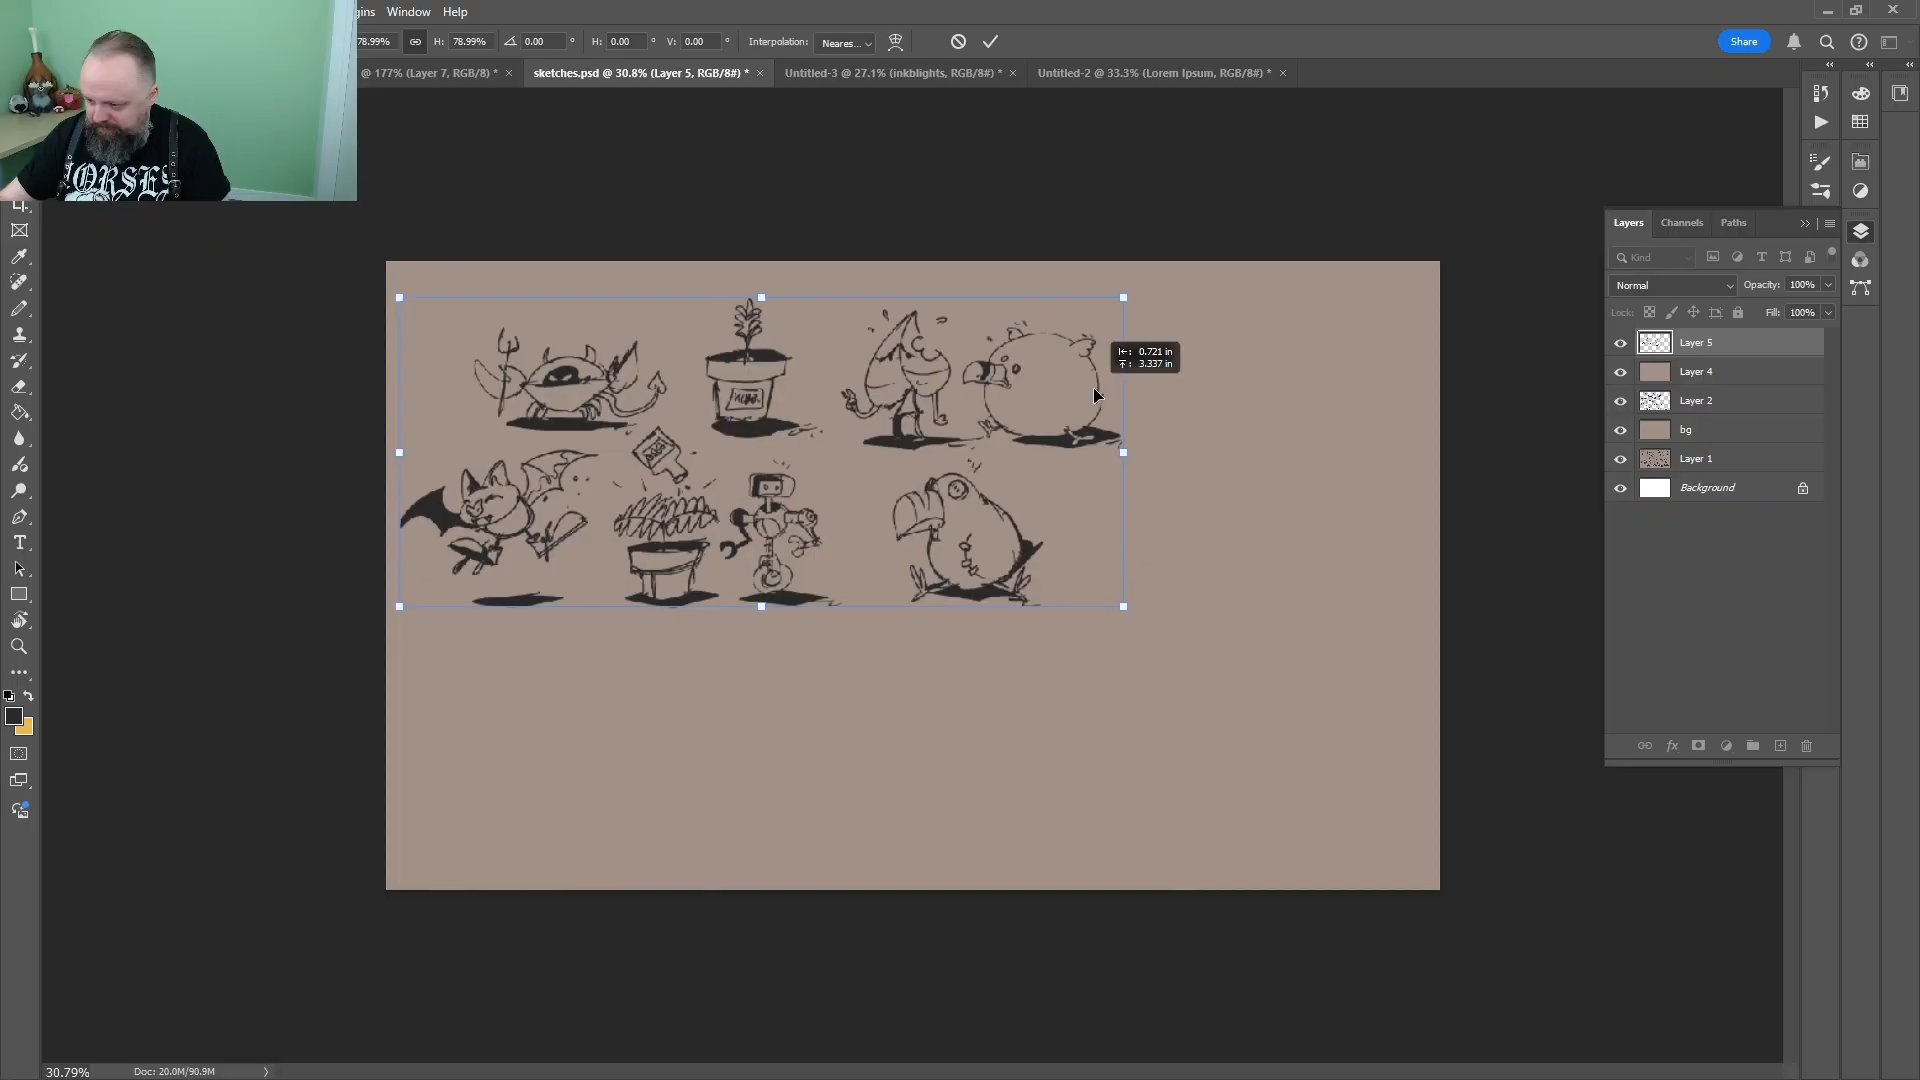 gins Window Help
78.99% H: 78.99% 0.00 ° H: 0.00 ° V: 0.00 ° Interpolation: Neares... Share
@ 177% (Layer 7, RGB/8) * × sketches.psd @ 30.8% (Layer 5, RGB/8#) * × Untitled-3 @ 27.1% (inkblights, RGB/8#) * × Untitled-2 @ 33.3% (Lorem Ipsum, RGB/8#) * ×
HORSES
Layers Channels Paths
Kind
Normal Opacity: 100%
Lock: Fill: 100%
Layer 5
Layer 4
Layer 2
bg
Layer 1
Background
: 0.721 in
: 3.337 in
30.79% Doc: 20.0M/90.9M